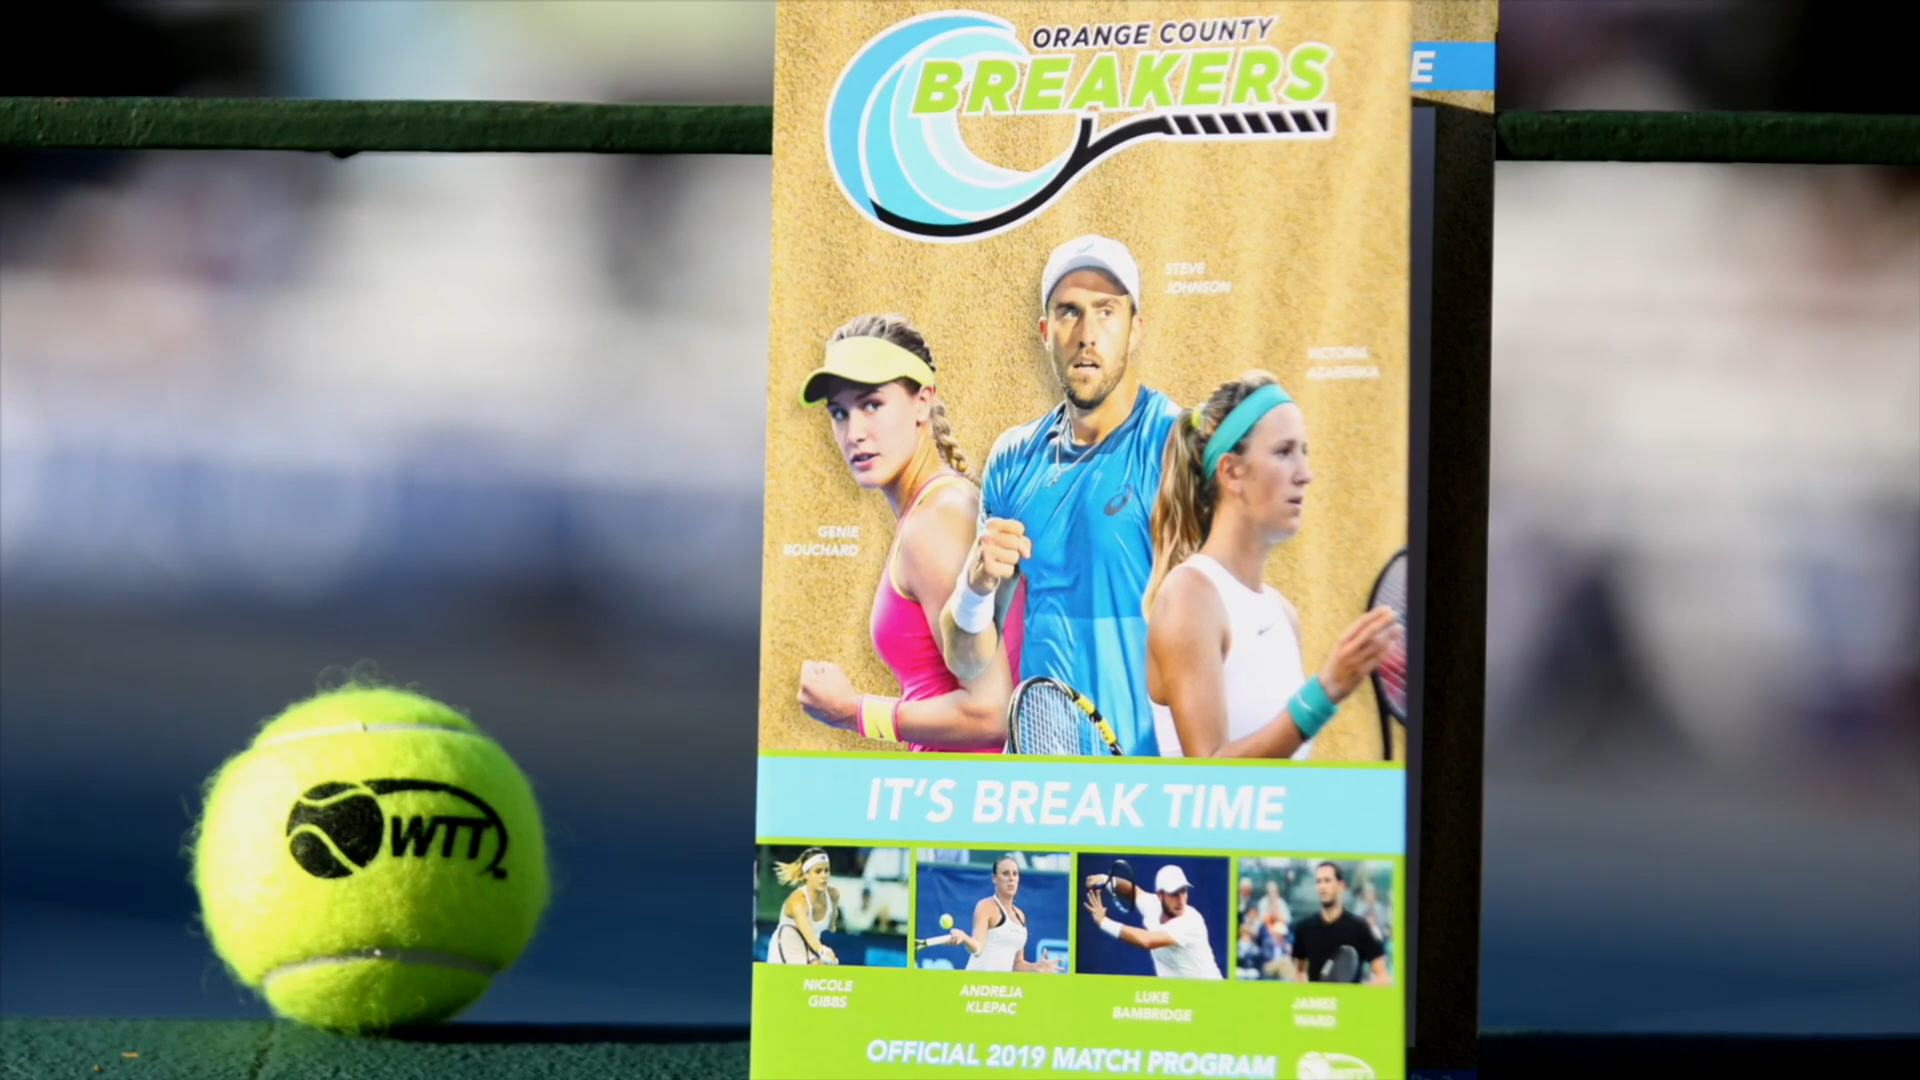 ORANGE COUNTY
BREAKERS
E
STEVE
JOHNSON
VICTORIA
AZARENKA
GENIE
BOUCHARD
IT'S BREAK TIME
WTT
NICOLE
GIBBS
ANDREJA
KLEPAC
LUKE
BAMBRIDGE
JAMES
WARD
OFFICIAL 2019 MATCH PROGRAM
WTT